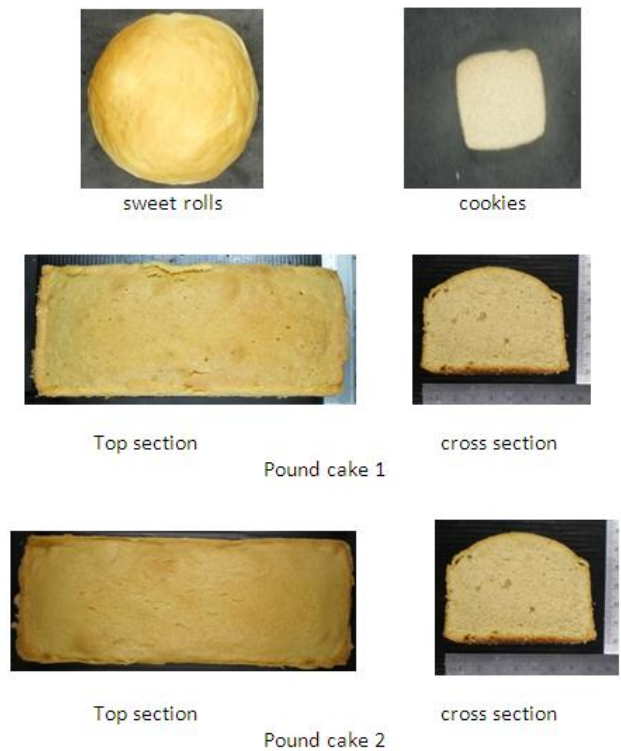 sweet rolls
cookies
Top section
cross section
Pound cake 1
Top section
cross section
Pound cake 2